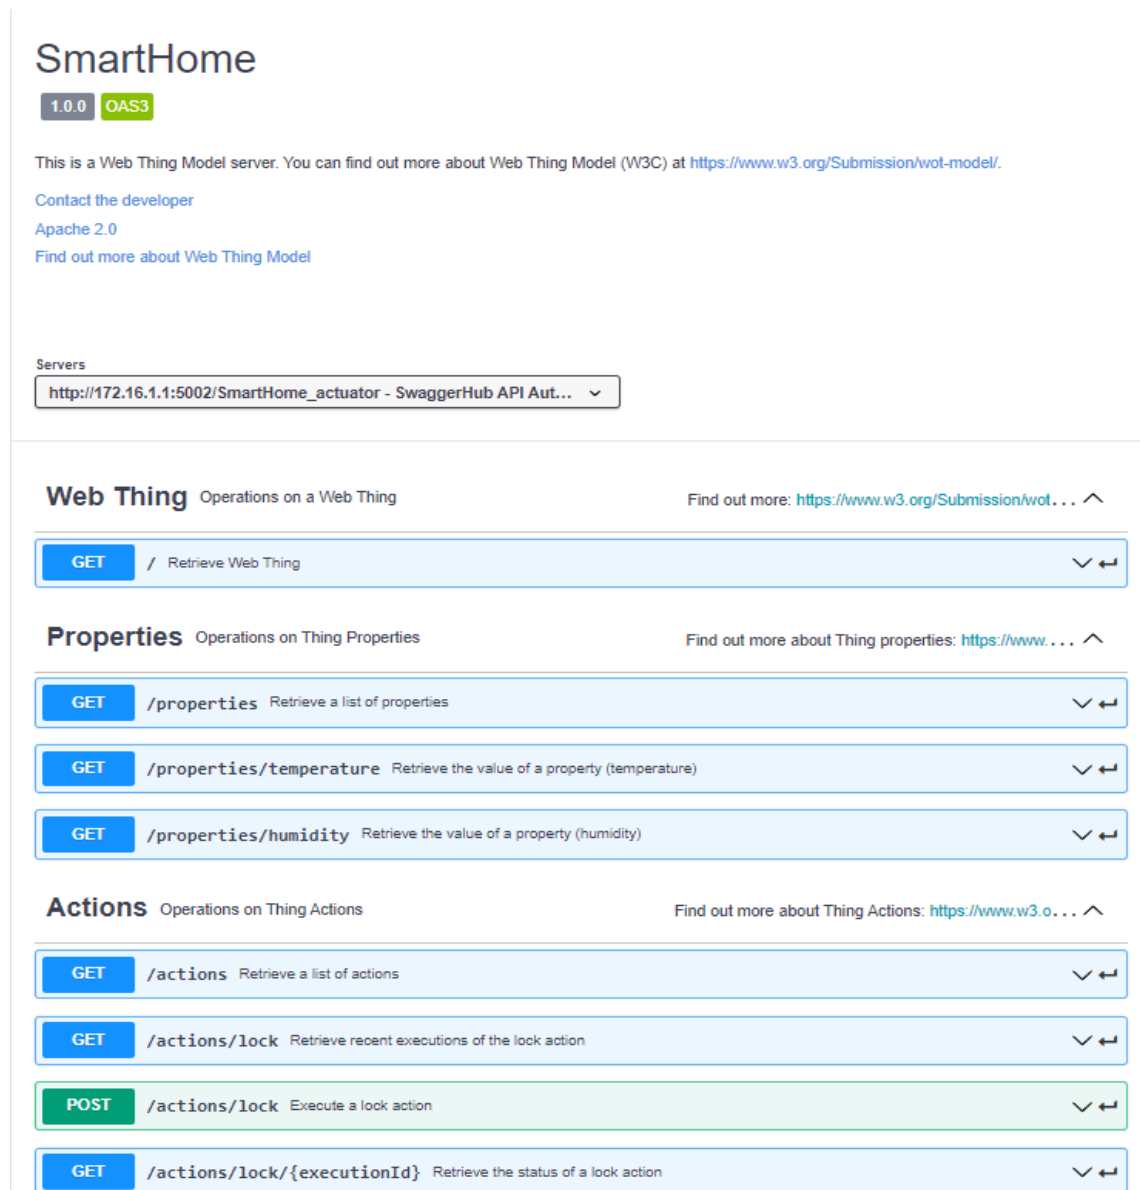 SmartHome
1.0.0 OAS3
This is a Web Thing Model server. You can find out more about Web Thing Model (W3C) at https://www.w3.org/Submission/wot-model/.
Contact the developer
Apache 2.0
Find out more about Web Thing Model
Servers
http://172.16.1.1:5002/SmartHome_actuator - SwaggerHub API Aut...
Web Thing Operations on a Web Thing Find out more: https://www.w3.org/Submission/wot...
GET / Retrieve Web Thing
Properties Operations on Thing Properties Find out more about Thing properties: https://www....
GET /properties Retrieve a list of properties
GET /properties/temperature Retrieve the value of a property (temperature)
GET /properties/humidity Retrieve the value of a property (humidity)
Actions Operations on Thing Actions Find out more about Thing Actions: https://www.w3.o...
GET /actions Retrieve a list of actions
GET /actions/lock Retrieve recent executions of the lock action
POST /actions/lock Execute a lock action
GET /actions/lock/{executionId} Retrieve the status of a lock action